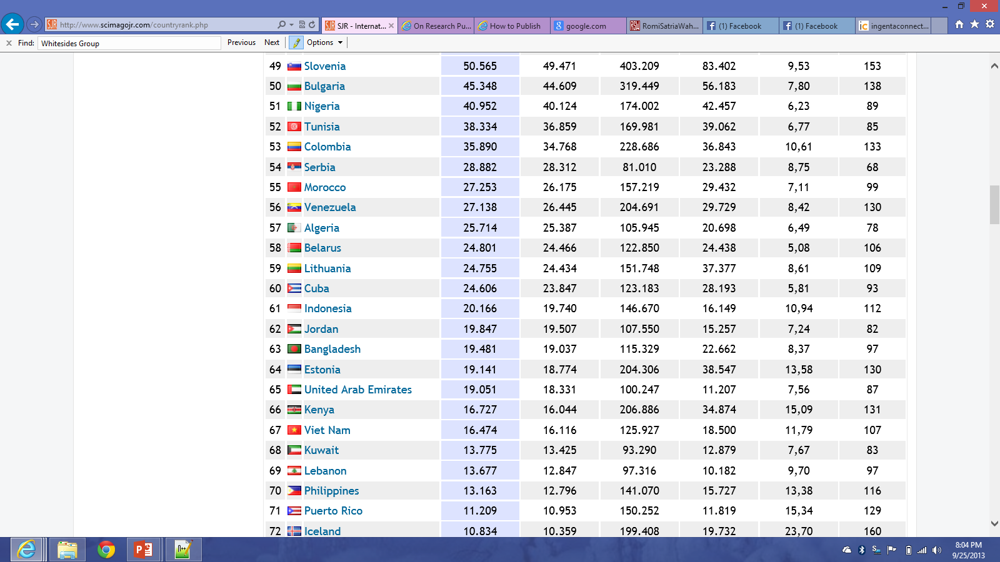 http://www.scimagojr.com/countryrank.php SJR - Internat... On Research Pu... How to Publish google.com RomiSatriaWah... (1) Facebook (1) Facebook ingentaconnect...
x Find: Whitesides Group Previous Next Options
49 Slovenia 50.565 49.471 403.209 83.402 9,53 153
50 Bulgaria 45.348 44.609 319.449 56.183 7,80 138
51 Nigeria 40.952 40.124 174.002 42.457 6,23 89
52 Tunisia 38.334 36.859 169.981 39.062 6,77 85
53 Colombia 35.890 34.768 228.686 36.843 10,61 133
54 Serbia 28.882 28.312 81.010 23.288 8,75 68
55 Morocco 27.253 26.175 157.219 29.432 7,11 99
56 Venezuela 27.138 26.445 204.691 29.729 8,42 130
57 Algeria 25.714 25.387 105.945 20.698 6,49 78
58 Belarus 24.801 24.466 122.850 24.438 5,08 106
59 Lithuania 24.755 24.434 151.748 37.377 8,61 109
60 Cuba 24.606 23.847 123.183 28.193 5,81 93
61 Indonesia 20.166 19.740 146.670 16.149 10,94 112
62 Jordan 19.847 19.507 107.550 15.257 7,24 82
63 Bangladesh 19.481 19.037 115.329 22.662 8,37 97
64 Estonia 19.141 18.774 204.306 38.547 13,58 130
65 United Arab Emirates 19.051 18.331 100.247 11.207 7,56 87
66 Kenya 16.727 16.044 206.886 34.874 15,09 131
67 Viet Nam 16.474 16.116 125.927 18.500 11,79 107
68 Kuwait 13.775 13.425 93.290 12.879 7,67 83
69 Lebanon 13.677 12.847 97.316 10.182 9,70 97
70 Philippines 13.163 12.796 141.070 15.727 13,38 116
71 Puerto Rico 11.209 10.953 150.252 11.819 15,34 129
72 Iceland 10.834 10.359 199.408 19.732 23,70 160
8:04 PM
9/25/2013